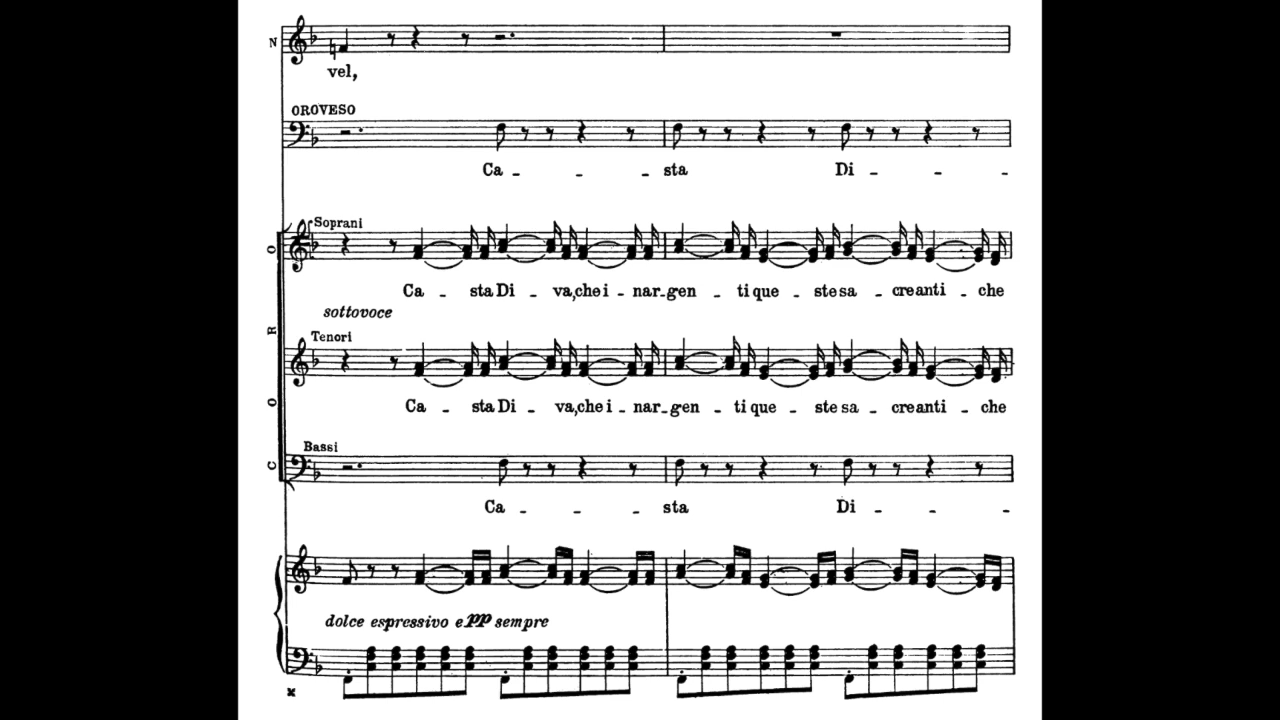 N
vel,
OROVESO
Ca - - - sta Di - - -
Soprani
Ca - sta Di - va, che i - nar - gen - ti que - ste sa - cre anti - che
sottovoce
Tenori
Ca - sta Di - va, che i - nar - gen - ti que - ste sa - cre anti - che
CORO
Bassi
Ca - - - sta Di - - -
dolce espressivo e pp sempre